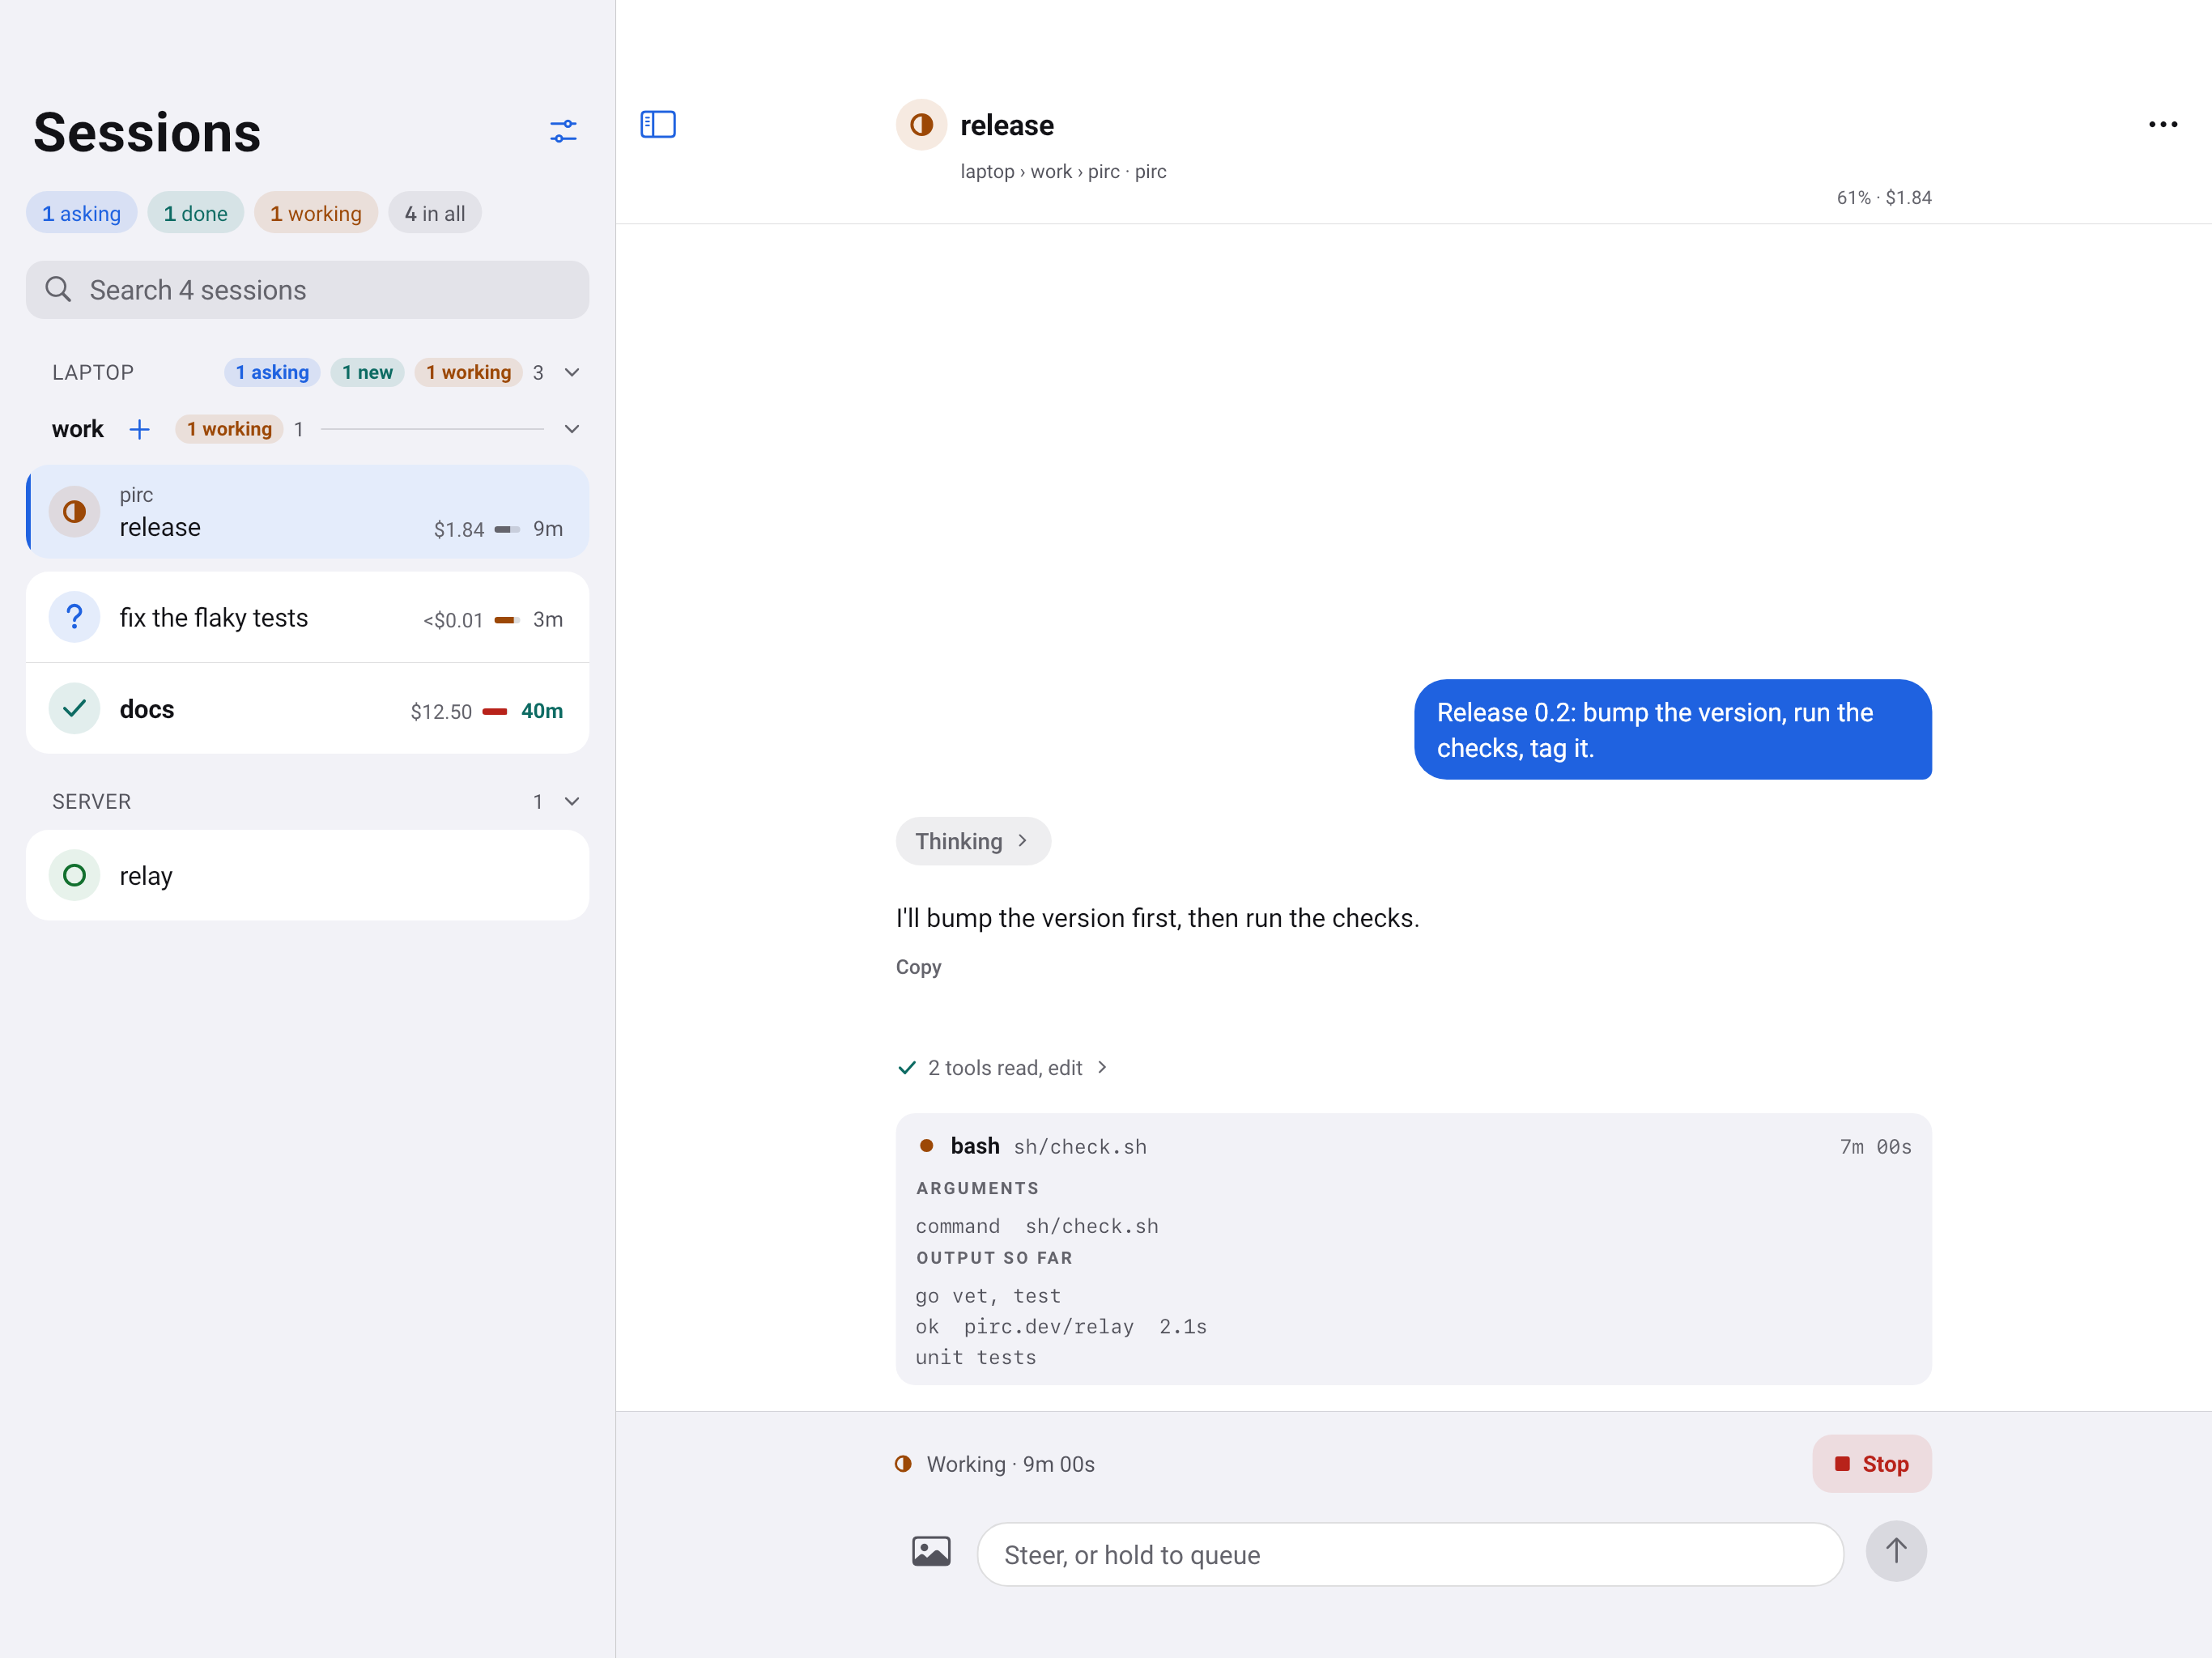 Sessions
1 asking
1 done
1 working
4 in all
Search 4 sessions
LAPTOP
1 asking
1 new
1 working
3
work
1 working
1
pirc
release
$1.84
9m
fix the flaky tests
<$0.01
3m
docs
$12.50
40m
SERVER
1
relay
release
laptop › work › pirc · pirc
61% · $1.84
Release 0.2: bump the version, run the
checks, tag it.
Thinking
I'll bump the version first, then run the checks.
Copy
2 tools read, edit
bash sh/check.sh
7m 00s
ARGUMENTS
command  sh/check.sh
OUTPUT SO FAR
go vet, test
ok  pirc.dev/relay  2.1s
unit tests
Working · 9m 00s
Stop
Steer, or hold to queue